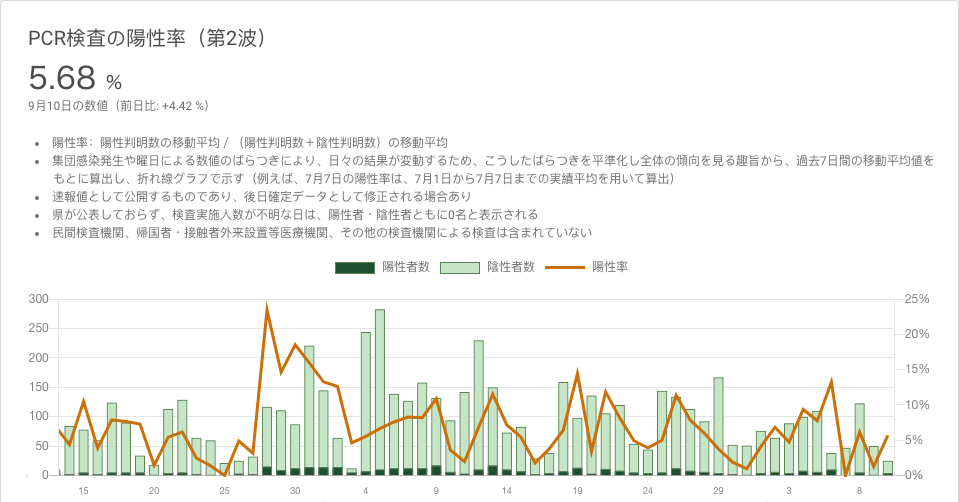 PCR検査の陽性率（第2波）
5.68 %
9月10日の数値（前日比: +4.42 %）
• 陽性率：陽性判明数の移動平均 / （陽性判明数＋陰性判明数）の移動平均
• 集団感染発生や曜日による数値のばらつきにより、日々の結果が変動するため、こうしたばらつきを平準化し全体の傾向を見る趣旨から、過去7日間の移動平均値を
もとに算出し、折れ線グラフで示す（例えば、7月7日の陽性率は、7月1日から7月7日までの実績平均を用いて算出）
• 速報値として公開するものであり、後日確定データとして修正される場合あり
• 県が公表しておらず、検査実施人数が不明な日は、陽性者・陰性者ともに0名と表示される
• 民間検査機関、帰国者・接触者外来設置等医療機関、その他の検査機関による検査は含まれていない
陽性者数 陰性者数 陽性率
300 25%
250 20%
200 15%
150 10%
100 5%
50 0%
0
15 20 25 30 4 9 14 19 24 29 3 8